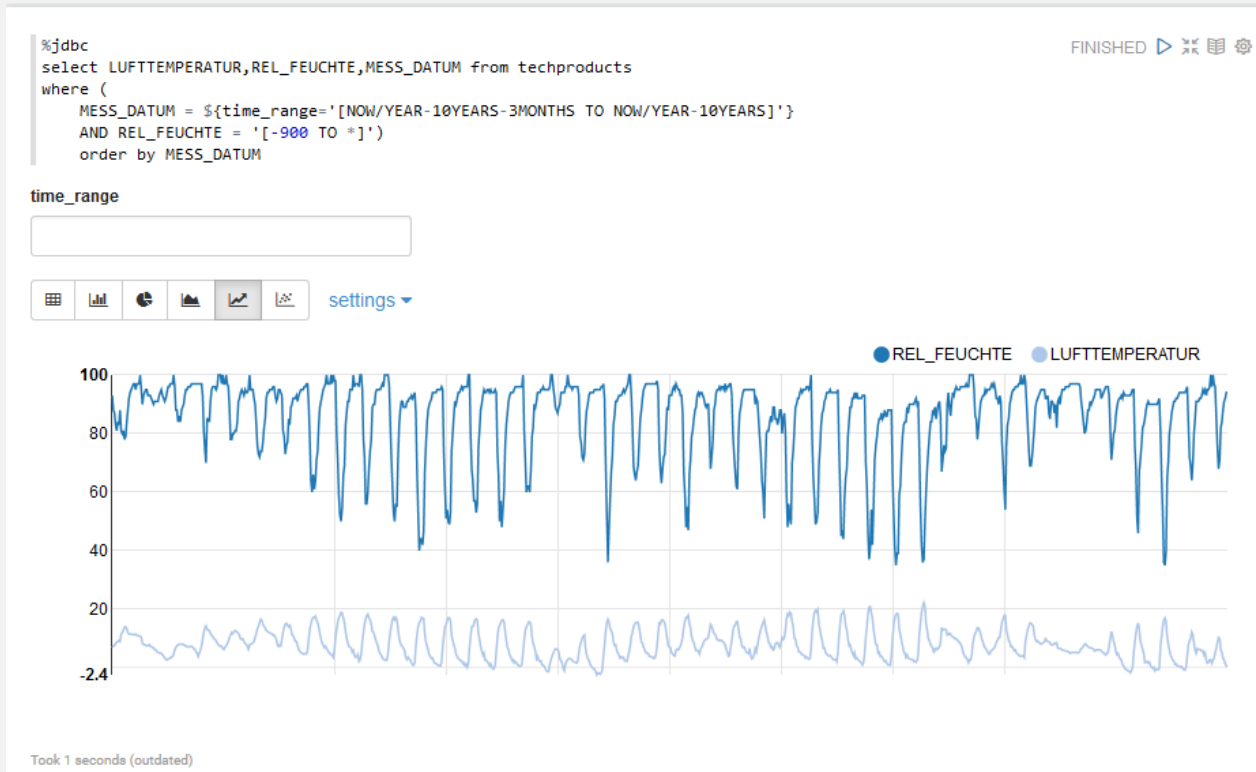 %jdbc
FINISHED
select LUFTTEMPERATUR,REL_FEUCHTE,MESS_DATUM from techproducts
where (
MESS_DATUM = ${time_range='[NOW/YEAR-10YEARS-3MONTHS TO NOW/YEAR-10YEARS]'}
AND REL_FEUCHTE = '[-900 TO *]')
order by MESS_DATUM
time_range
settings
REL_FEUCHTE LUFTTEMPERATUR
100
80
60
40
20
-2.4
Took 1 seconds (outdated)